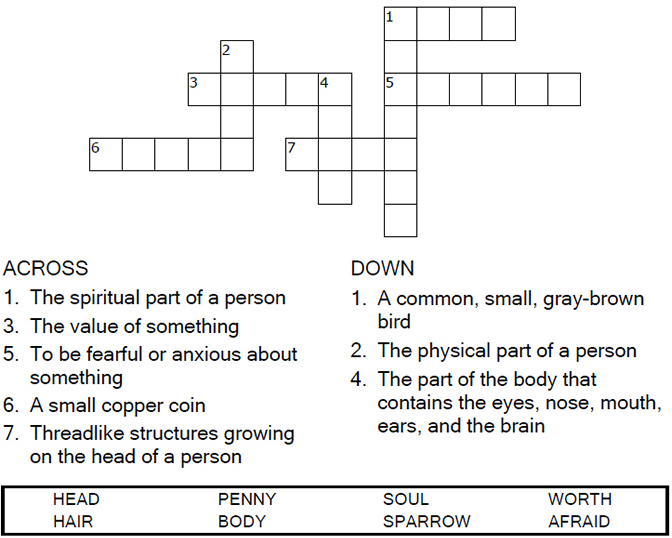 1
2
3
4
5
6
7
ACROSS
1. The spiritual part of a person
3. The value of something
5. To be fearful or anxious about
something
6. A small copper coin
7. Threadlike structures growing
on the head of a person
DOWN
1. A common, small, gray-brown
bird
2. The physical part of a person
4. The part of the body that
contains the eyes, nose, mouth,
ears, and the brain
HEAD PENNY SOUL WORTH
HAIR BODY SPARROW AFRAID